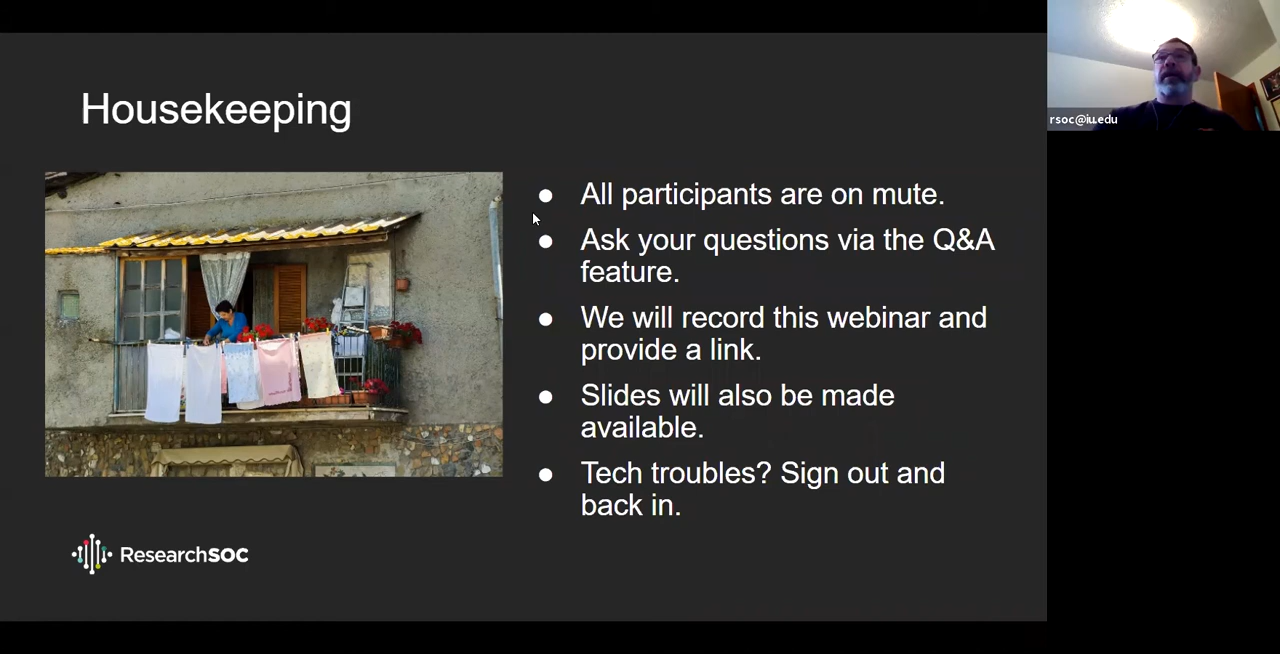 Housekeeping
● All participants are on mute.
● Ask your questions via the Q&A
feature.
● We will record this webinar and
provide a link.
● Slides will also be made
available.
● Tech troubles? Sign out and
back in.
ResearchSOC
rsoc@iu.edu